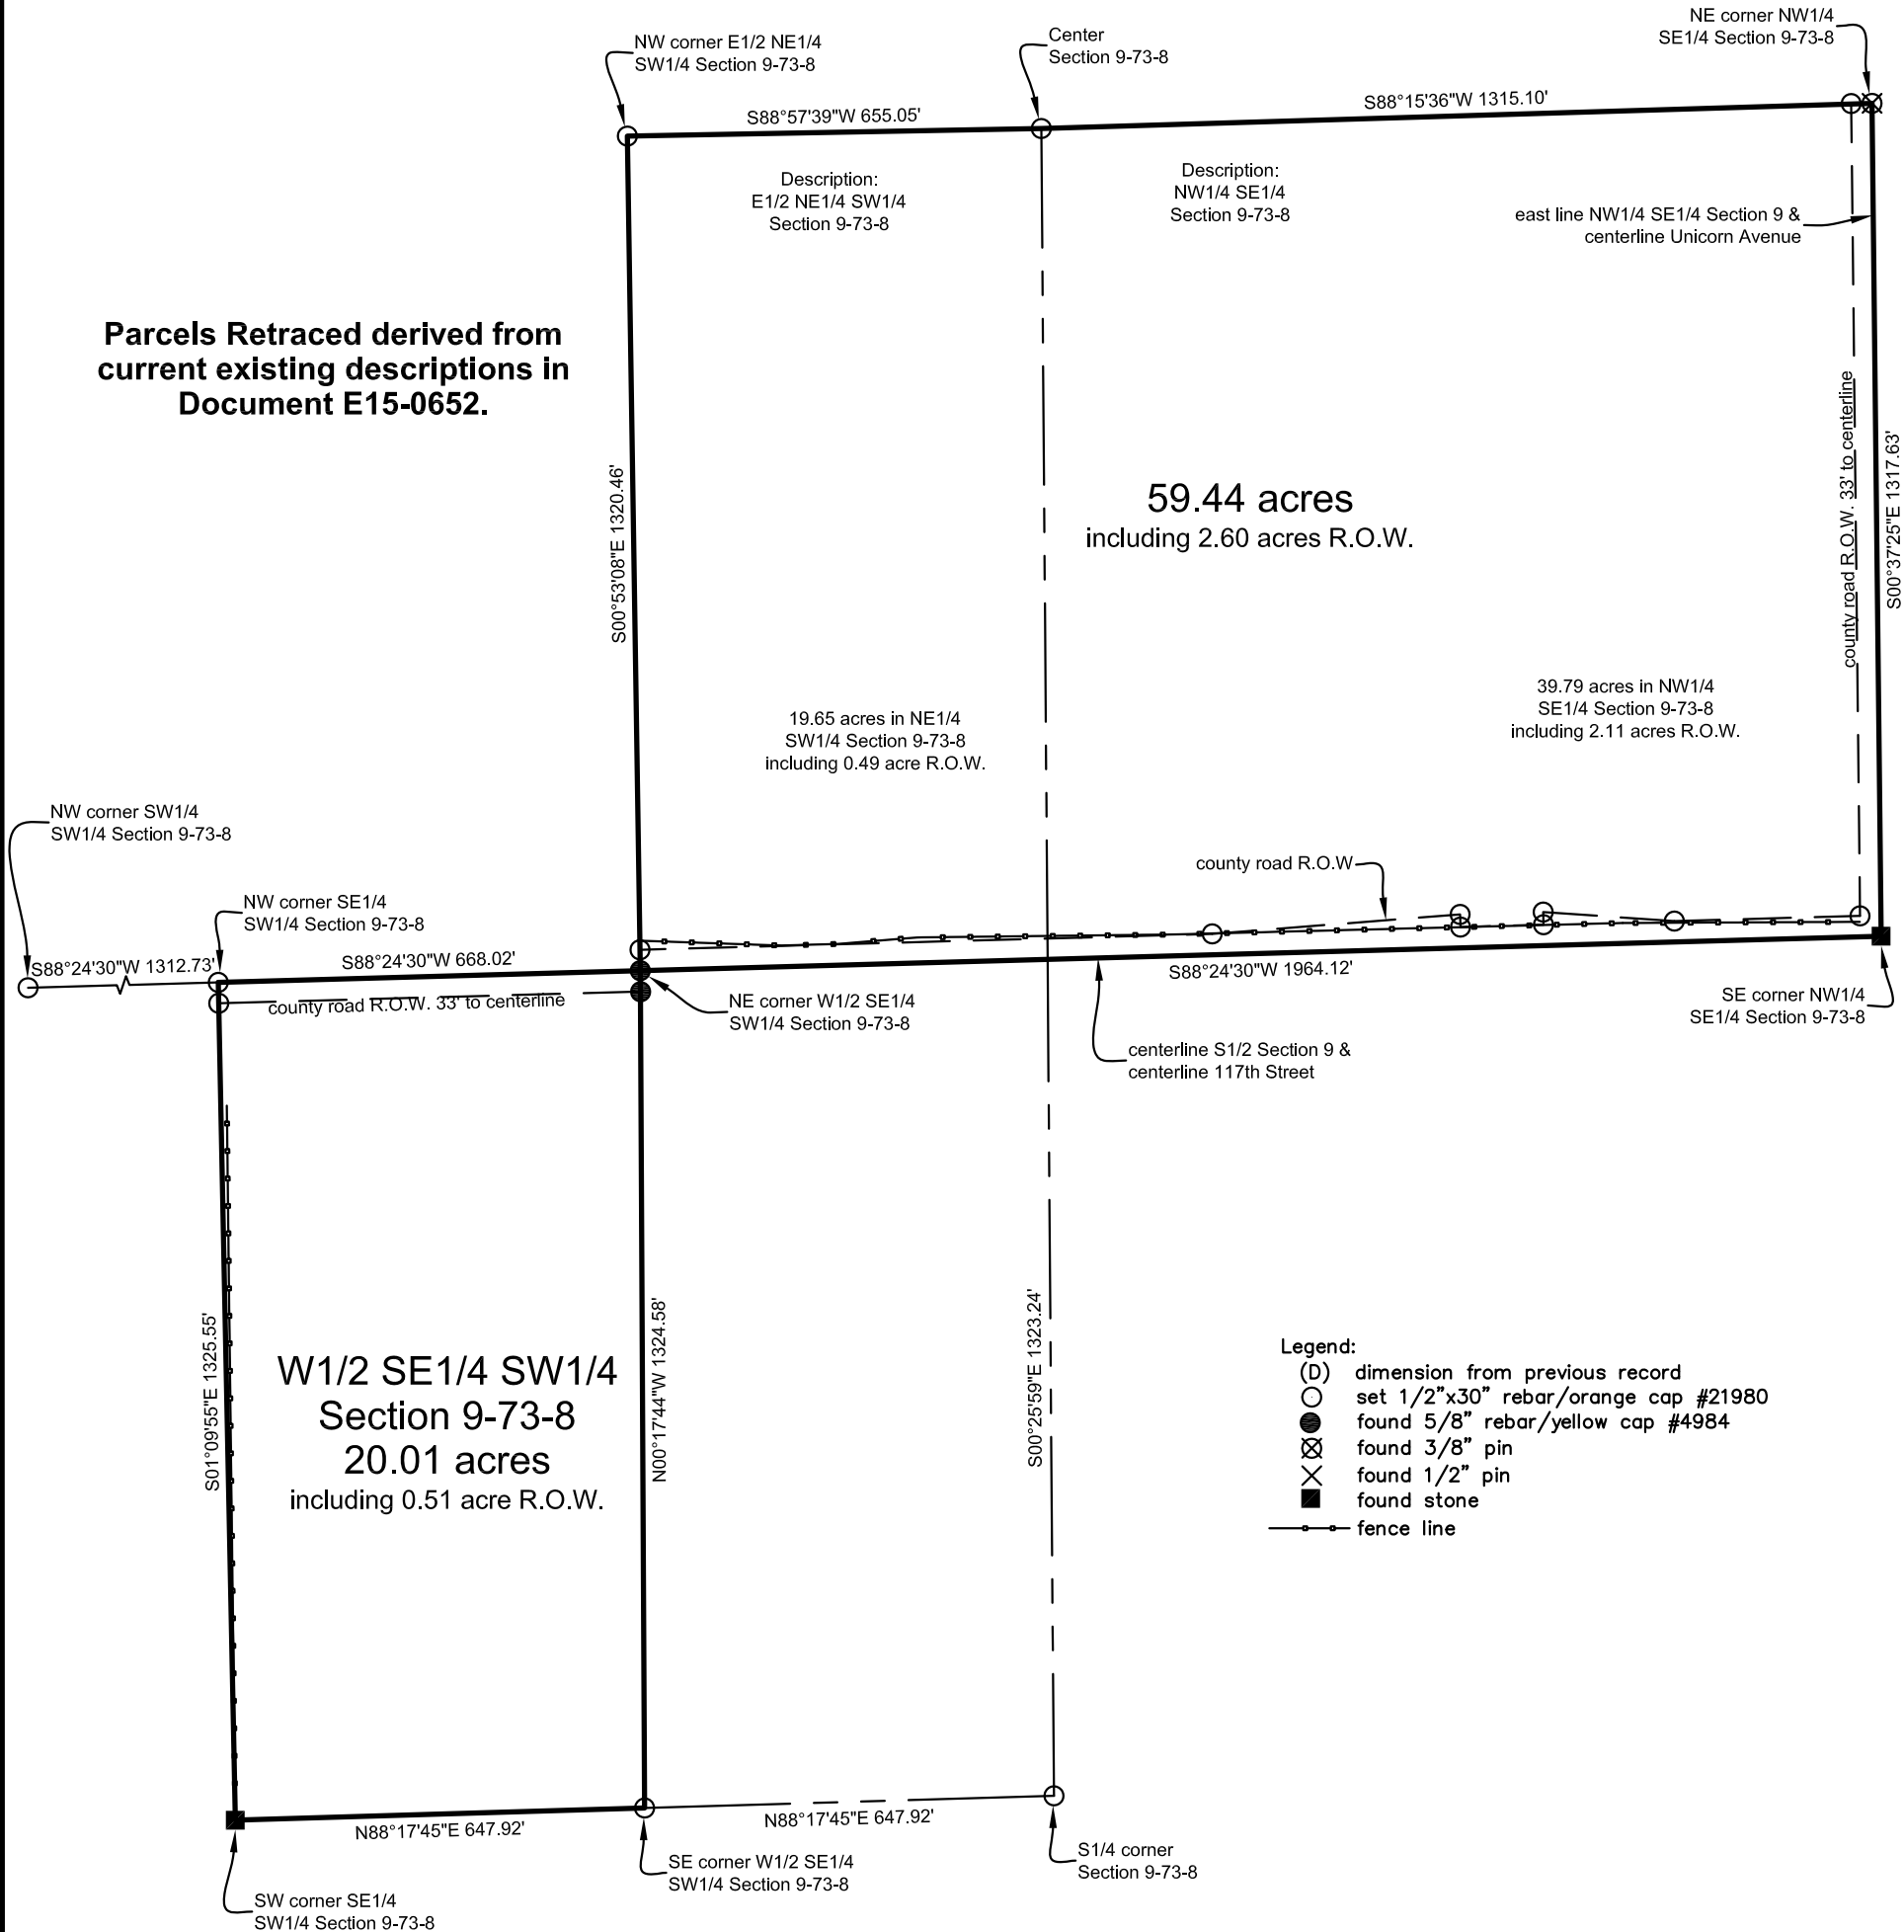 NW corner E1/2 NE1/4
SW1/4 Section 9-73-8
Center
Section 9-73-8
NE corner NW1/4
SE1/4 Section 9-73-8
S88°57'39"W 655.05'
S88°15'36"W 1315.10'
Description:
E1/2 NE1/4 SW1/4
Section 9-73-8
Description:
NW1/4 SE1/4
Section 9-73-8
east line NW1/4 SE1/4 Section 9 &
centerline Unicorn Avenue
Parcels Retraced derived from
current existing descriptions in
Document E15-0652.
S00°53'08"E 1320.46'
59.44 acres
including 2.60 acres R.O.W.
county road R.O.W. 33' to centerline
S00°37'25"E 1317.63'
19.65 acres in NE1/4
SW1/4 Section 9-73-8
including 0.49 acre R.O.W.
39.79 acres in NW1/4
SE1/4 Section 9-73-8
including 2.11 acres R.O.W.
NW corner SW1/4
SW1/4 Section 9-73-8
NW corner SE1/4
SW1/4 Section 9-73-8
county road R.O.W
S88°24'30"W 1312.73'
S88°24'30"W 668.02'
S88°24'30"W 1964.12'
county road R.O.W. 33' to centerline
NE corner W1/2 SE1/4
SW1/4 Section 9-73-8
SE corner NW1/4
SE1/4 Section 9-73-8
centerline S1/2 Section 9 &
centerline 117th Street
S01°09'55"E 1325.55'
W1/2 SE1/4 SW1/4
Section 9-73-8
20.01 acres
including 0.51 acre R.O.W.
N00°17'44"W 1324.58'
S00°25'59"E 1323.24'
Legend:
(D) dimension from previous record
set 1/2"x30" rebar/orange cap #21980
found 5/8" rebar/yellow cap #4984
found 3/8" pin
found 1/2" pin
found stone
fence line
N88°17'45"E 647.92'
N88°17'45"E 647.92'
SE corner W1/2 SE1/4
SW1/4 Section 9-73-8
S1/4 corner
Section 9-73-8
SW corner SE1/4
SW1/4 Section 9-73-8